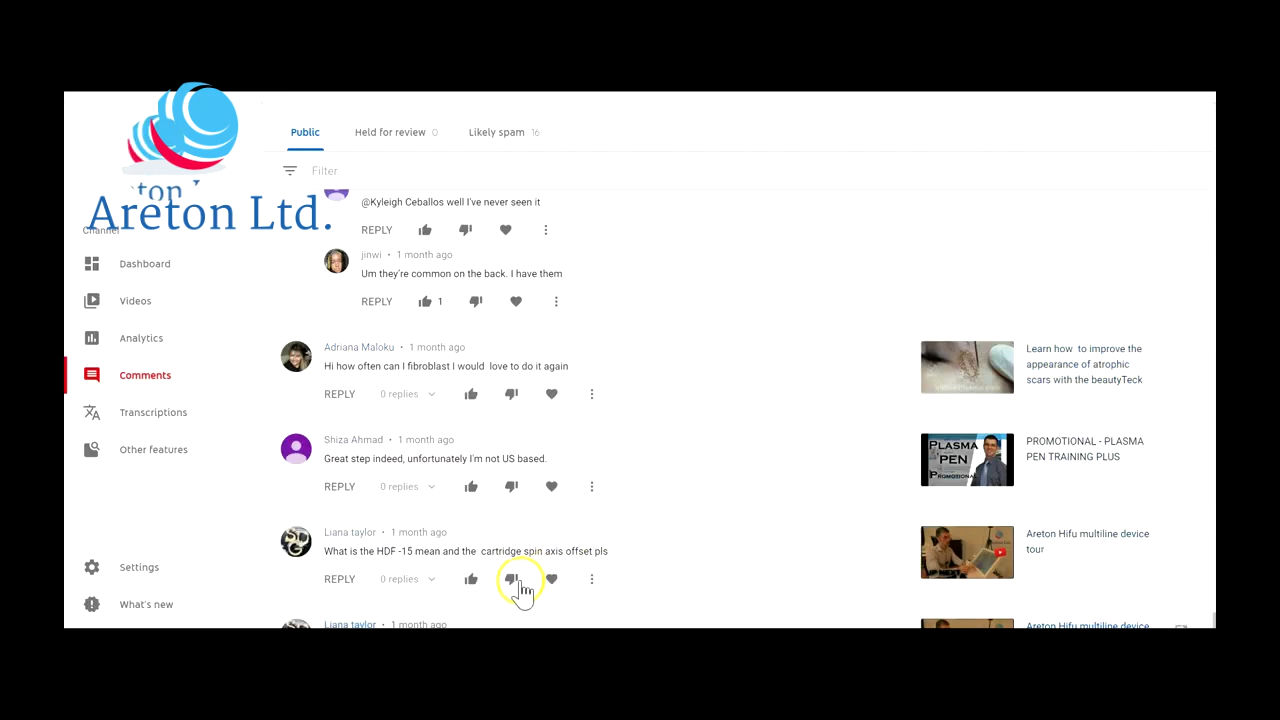 Public Held for review 0 Likely spam 16
Filter
@Kyleigh Ceballos well I've never seen it
ton
Areton Ltd.
Channel
REPLY
jinwi • 1 month ago
Dashboard
Um they're common on the back. I have them
Videos
REPLY 1
Analytics
Adriana Maloku • 1 month ago
Hi how often can I fibroblast I would love to do it again
REPLY 0 replies
Learn how to improve the
appearance of atrophic
scars with the beautyTeck
Comments
Transcriptions
Other features
Shiza Ahmad • 1 month ago
Great step indeed, unfortunately I'm not US based.
REPLY 0 replies
PLASMA
PEN
PROMOTIONAL
PROMOTIONAL - PLASMA
PEN TRAINING PLUS
Liana taylor • 1 month ago
What is the HDF -15 mean and the cartridge spin axis offset pls
REPLY 0 replies
UP NEXT
Areton Hifu multiline device
tour
Settings
What's new
Liana taylor • 1 month ago
Areton Hifu multiline device